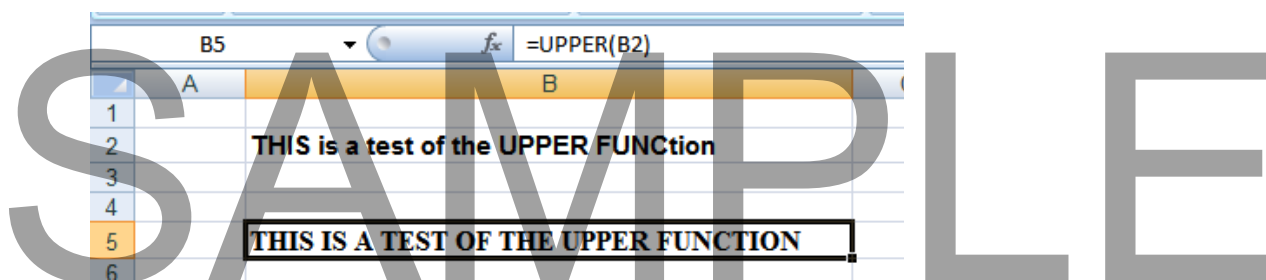 B5 fx =UPPER(B2)
A B
1
2 THIS is a test of the UPPER FUNCtion
3
4
5 THIS IS A TEST OF THE UPPER FUNCTION
6
SAMPLE